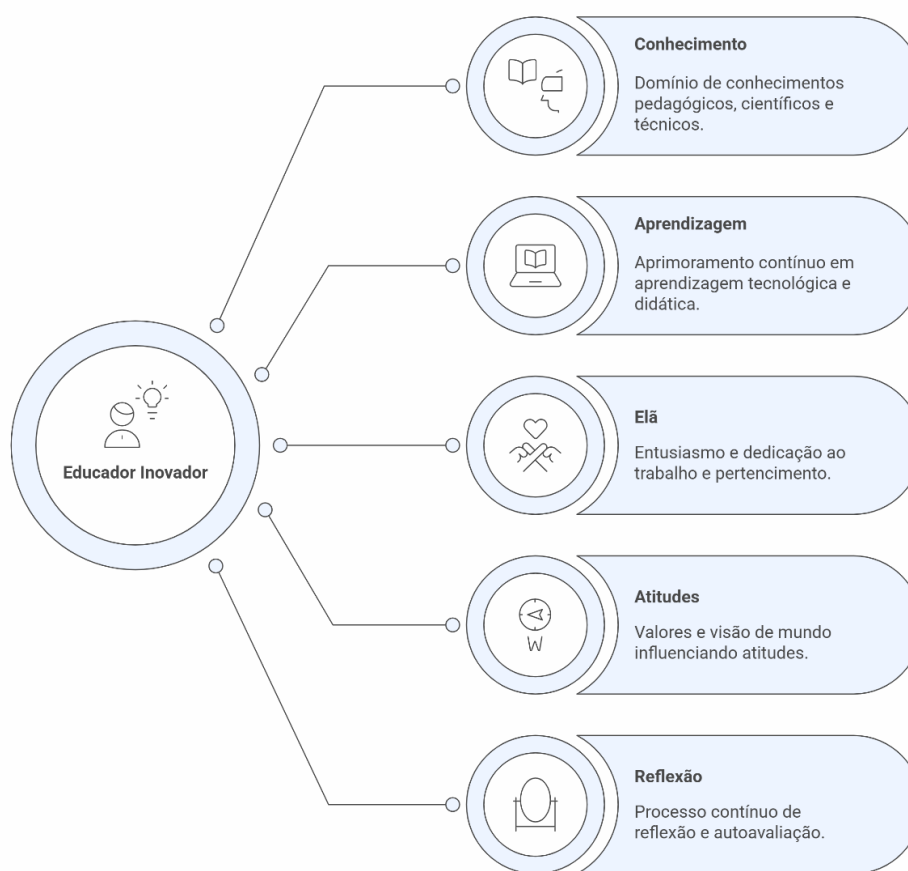 Conhecimento
Domínio de conhecimentos
pedagógicos, científicos e
técnicos.
Aprendizagem
Aprimoramento contínuo em
aprendizagem tecnológica e
didática.
Educador Inovador
Elã
Entusiasmo e dedicação ao
trabalho e pertencimento.
Atitudes
Valores e visão de mundo
influenciando atitudes.
W
Reflexão
Processo contínuo de
reflexão e autoavaliação.